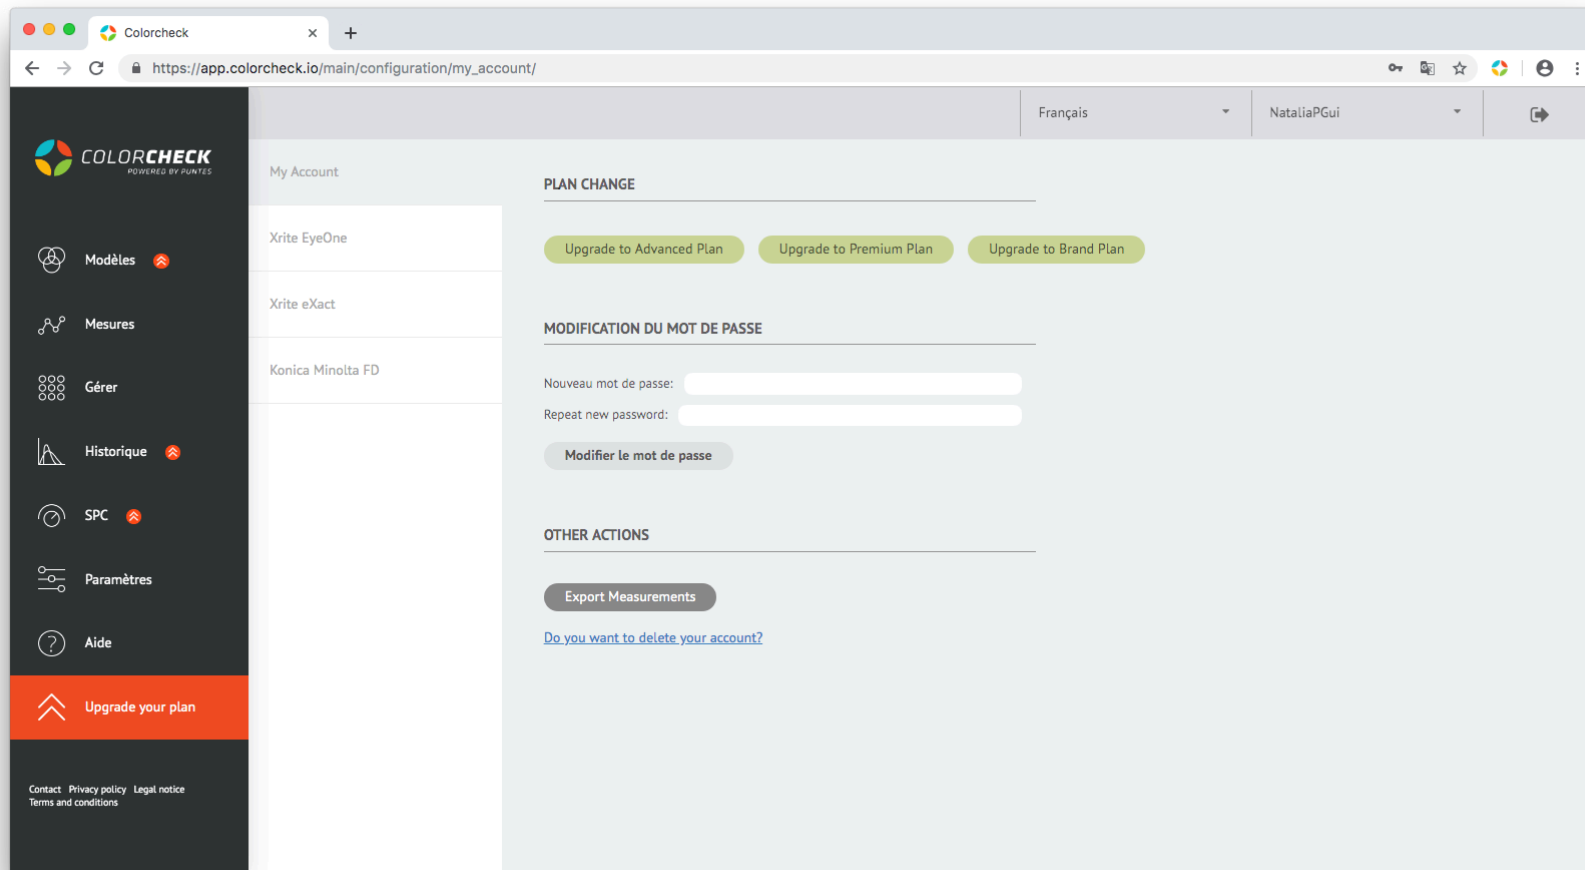 Colorcheck
https://app.colorcheck.io/main/configuration/my_account/
Français
NataliaPGui
COLORCHECK
POWERED BY PUNTES
Modèles
Mesures
Gérer
Historique
SPC
Paramètres
Aide
Upgrade your plan
Contact Privacy policy Legal notice
Terms and conditions
My Account
Xrite EyeOne
Xrite eXact
Konica Minolta FD
PLAN CHANGE
Upgrade to Advanced Plan
Upgrade to Premium Plan
Upgrade to Brand Plan
MODIFICATION DU MOT DE PASSE
Nouveau mot de passe:
Repeat new password:
Modifier le mot de passe
OTHER ACTIONS
Export Measurements
Do you want to delete your account?